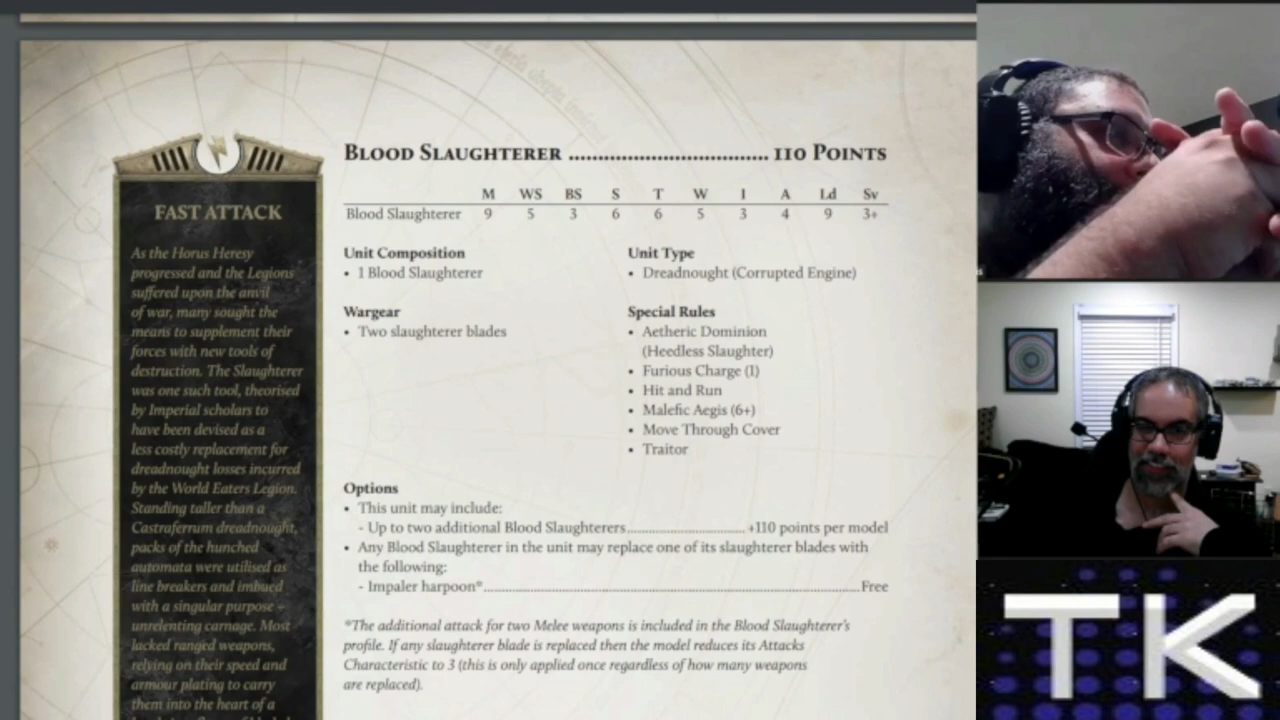 BLOOD SLAUGHTERER ................................. 110 POINTS
M WS BS S T W I A Ld Sv
Blood Slaughterer 9 5 3 6 6 5 3 4 9 3+
FAST ATTACK
As the Horus Heresy
progressed and the Legions
suffered upon the anvil
of war, many sought the
means to supplement their
forces with new tools of
destruction. The Slaughterer
was one such tool, theorised
by Imperial scholars to
have been devised as a
less costly replacement for
dreadnought losses incurred
by the World Eaters Legion.
Standing taller than a
Castraferrum dreadnought,
packs of the hunched
automata were utilised as
line breakers and imbued
with a singular purpose –
unrelenting carnage. Most
lacked ranged weapons,
relying on their speed and
armour plating to carry
them into the heart of a
Unit Composition
• 1 Blood Slaughterer
Unit Type
• Dreadnought (Corrupted Engine)
Wargear
• Two slaughterer blades
Special Rules
• Aetheric Dominion
(Heedless Slaughter)
• Furious Charge (1)
• Hit and Run
• Malefic Aegis (6+)
• Move Through Cover
• Traitor
Options
• This unit may include:
- Up to two additional Blood Slaughterers..............................+110 points per model
• Any Blood Slaughterer in the unit may replace one of its slaughterer blades with
the following:
- Impaler harpoon*..............................Free
*The additional attack for two Melee weapons is included in the Blood Slaughterer's
profile. If any slaughterer blade is replaced then the model reduces its Attacks
Characteristic to 3 (this is only applied once regardless of how many weapons
are replaced).
TK